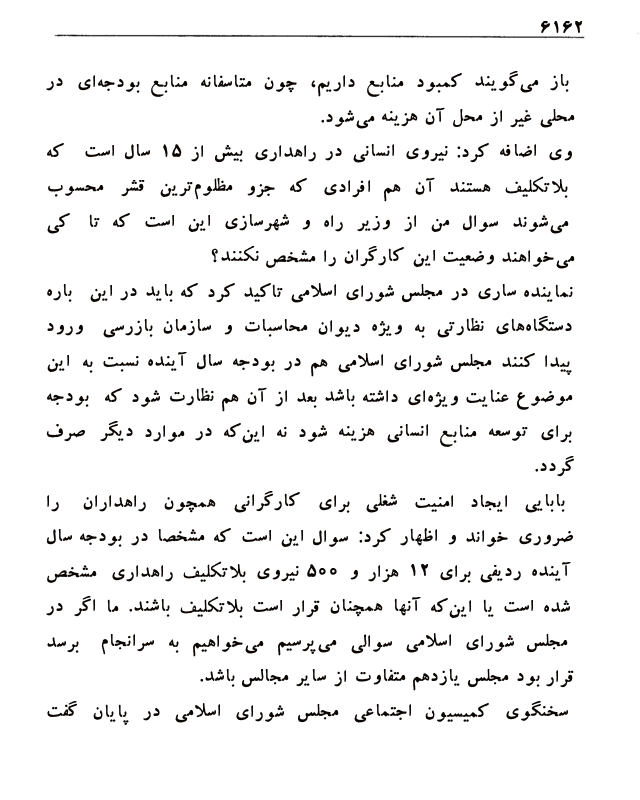 ۶۱۶۲
باز می‌گویند کمبود منابع داریم، چون متاسفانه منابع بودجه‌ای در
محلی غیر از محل آن هزینه می‌شود.
وی اضافه کرد: نیروی انسانی در راهداری بیش از ۱۵ سال است که
بلاتکلیف هستند آن هم افرادی که جزو مظلوم‌ترین قشر محسوب
می‌شوند سوال من از وزیر راه و شهرسازی این است که تا کی
می‌خواهند وضعیت این کارگران را مشخص نکنند؟
نماینده ساری در مجلس شورای اسلامی تاکید کرد که باید در این باره
دستگاه‌های نظارتی به ویژه دیوان محاسبات و سازمان بازرسی ورود
پیدا کنند مجلس شورای اسلامی هم در بودجه سال آینده نسبت به این
موضوع عنایت ویژه‌ای داشته باشد بعد از آن هم نظارت شود که بودجه
برای توسعه منابع انسانی هزینه شود نه این‌که در موارد دیگر صرف
گردد.
بابایی ایجاد امنیت شغلی برای کارگرانی همچون راهداران را
ضروری خواند و اظهار کرد: سوال این است که مشخصا در بودجه سال
آینده ردیفی برای ۱۲ هزار و ۵۰۰ نیروی بلاتکلیف راهداری مشخص
شده است یا این‌که آنها همچنان قرار است بلاتکلیف باشند. ما اگر در
مجلس شورای اسلامی سوالی می‌پرسیم می‌خواهیم به سرانجام برسد
قرار بود مجلس یازدهم متفاوت از سایر مجالس باشد.
سخنگوی کمیسیون اجتماعی مجلس شورای اسلامی در پایان گفت